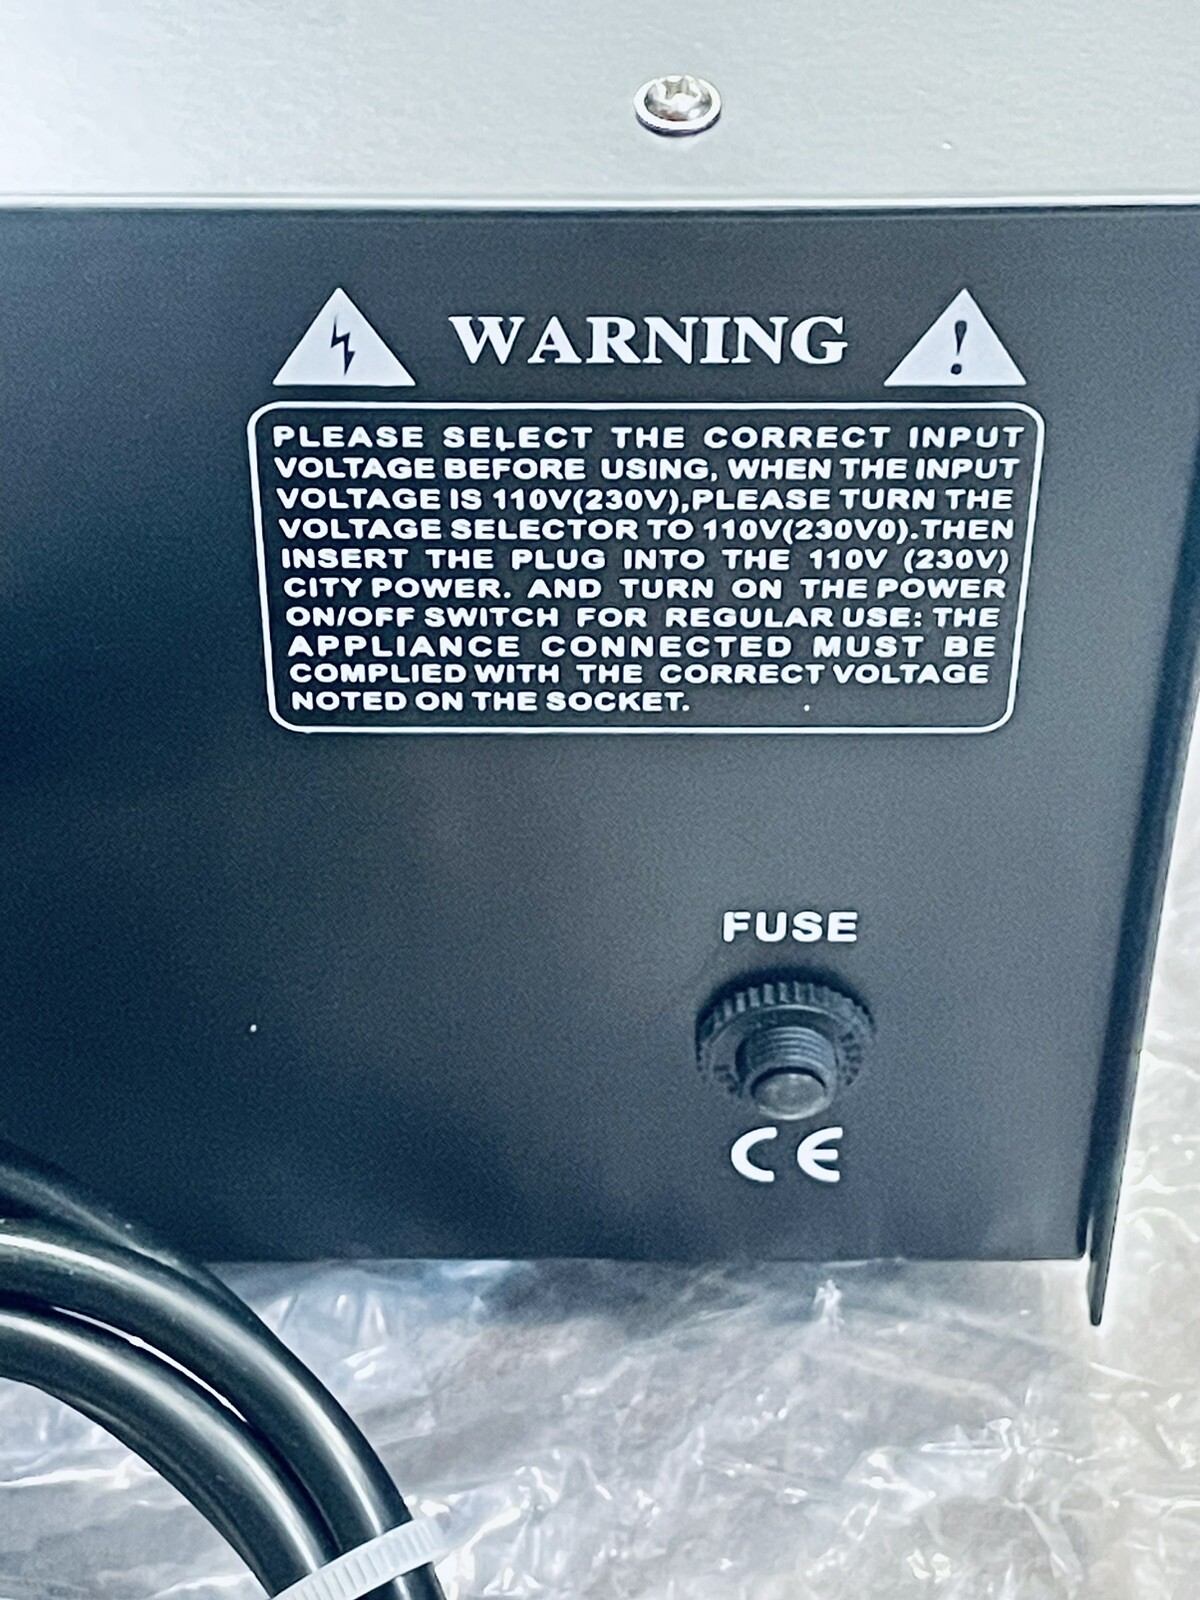 WARNING
PLEASE SELECT THE CORRECT INPUT
VOLTAGE BEFORE USING, WHEN THE INPUT
VOLTAGE IS 110V(230V),PLEASE TURN THE
VOLTAGE SELECTOR TO 110V(230V0).THEN
INSERT THE PLUG INTO THE 110V (230V)
CITY POWER. AND TURN ON THE POWER
ON/OFF SWITCH FOR REGULAR USE: THE
APPLIANCE CONNECTED MUST BE
COMPLIED WITH THE CORRECT VOLTAGE
NOTED ON THE SOCKET.
FUSE
CE